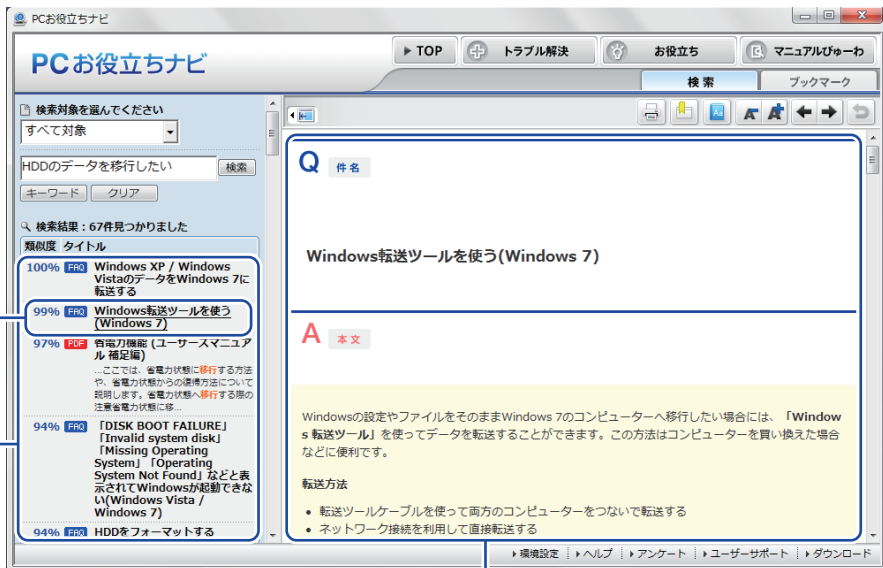 PCお役立ちナビ
PCお役立ちナビ
TOP
トラブル解決
お役立ち
マニュアルびゅーわ
検索
ブックマーク
検索対象を選んでください
すべて対象
HDDのデータを移行したい
検索
キーワード
クリア
検索結果：67件見つかりました
類似度 タイトル
100% FAQ Windows XP / Windows
VistaのデータをWindows 7に
転送する
99% FAQ Windows転送ツールを使う
(Windows 7)
97% PDF 省電力機能 (ユーザーズマニュア
ル 補足編)
...ここでは、省電力状態に移行する方法
や、省電力状態からの復帰方法について
説明します。省電力状態へ移行する際の
注意省電力状態に移...
94% FAQ 「DISK BOOT FAILURE」
「Invalid system disk」
「Missing Operating
System」「Operating
System Not Found」などと表
示されてWindowsが起動できな
い(Windows Vista /
Windows 7)
94% FAQ HDDをフォーマットする
Q 件名
Windows転送ツールを使う(Windows 7)
A 本文
Windowsの設定やファイルをそのままWindows 7のコンピューターへ移行したい場合には、「Window
s 転送ツール」を使ってデータを転送することができます。この方法はコンピューターを買い換えた場合
などに便利です。
転送方法
● 転送ツールケーブルを使って両方のコンピューターをつないで転送する
● ネットワーク接続を利用して直接転送する
環境設定
ヘルプ
アンケート
ユーザーサポート
ダウンロード